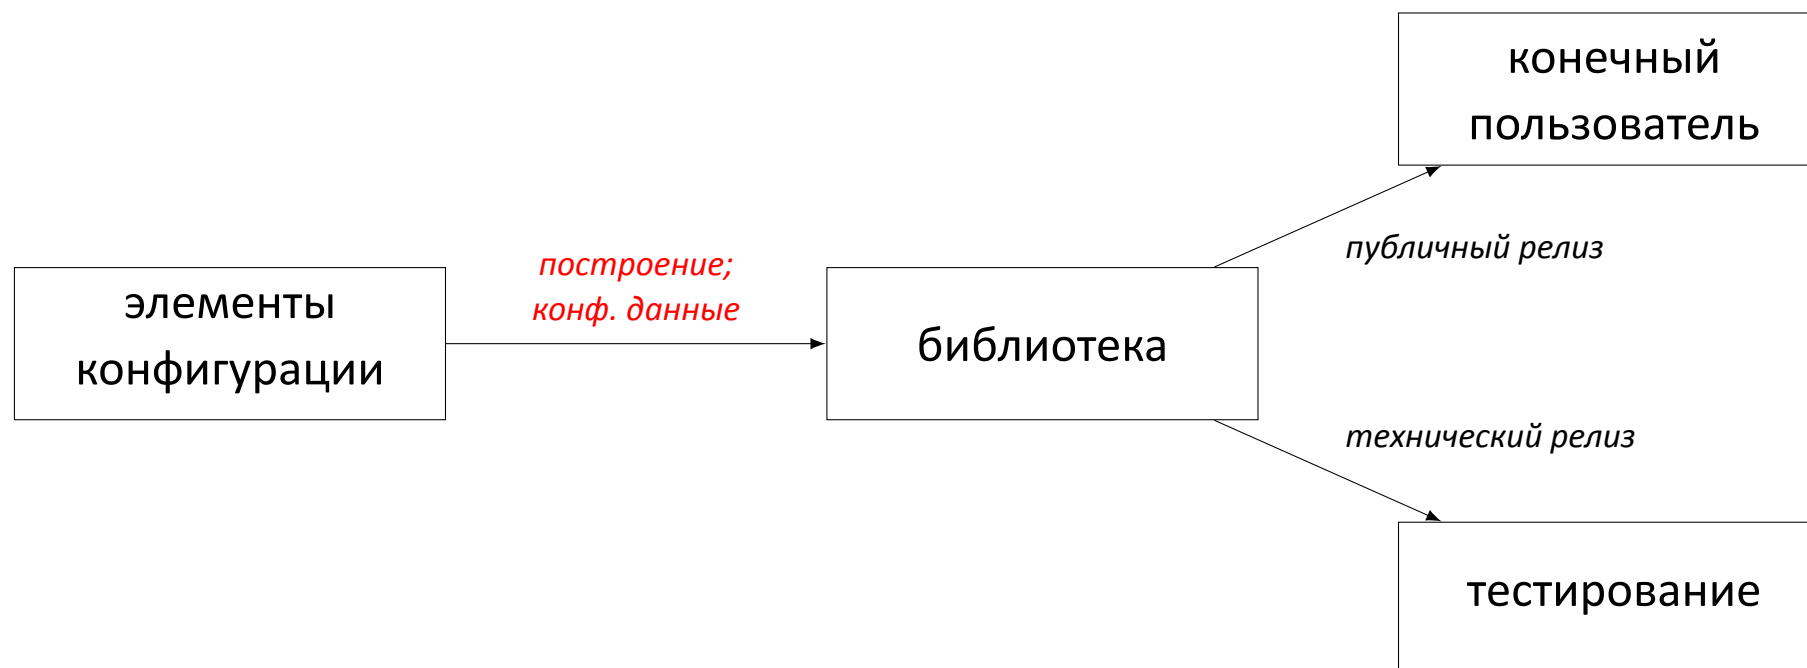 конечный
пользователь
публичный релиз
построение;
конф. данные
элементы
конфигурации
библиотека
технический релиз
тестирование